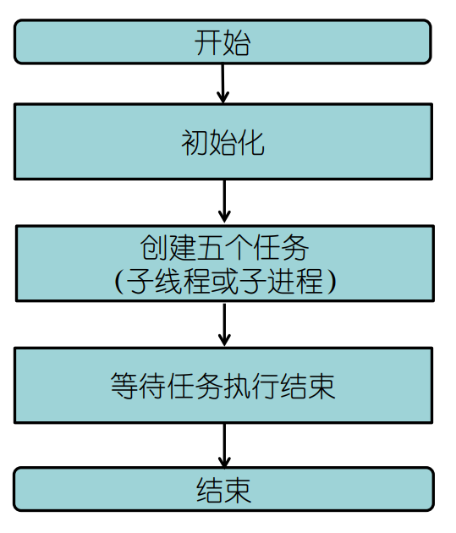 开始
初始化
创建五个任务
(子线程或子进程)
等待任务执行结束
结束